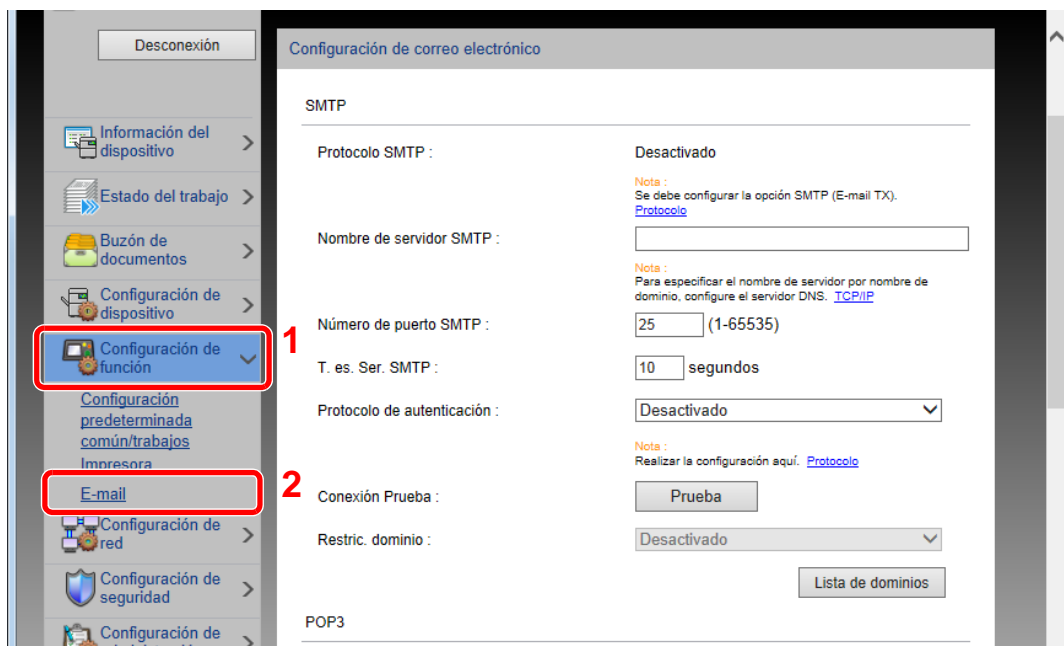 Desconexión
Información del
dispositivo
Estado del trabajo
Buzón de
documentos
Configuración de
dispositivo
Configuración de
función
1
Configuración
predeterminada
común/trabajos
Impresora
E-mail
2
Configuración de
red
Configuración de
seguridad
Configuración de
Configuración de correo electrónico
SMTP
Protocolo SMTP :
Desactivado
Nota :
Se debe configurar la opción SMTP (E-mail TX).
Protocolo
Nombre de servidor SMTP :
Nota :
Para especificar el nombre de servidor por nombre de
dominio, configure el servidor DNS. TCP/IP
Número de puerto SMTP :
25 (1-65535)
T. es. Ser. SMTP :
10 segundos
Protocolo de autenticación :
Desactivado
Nota :
Realizar la configuración aquí. Protocolo
Conexión Prueba :
Prueba
Restric. dominio :
Desactivado
Lista de dominios
POP3